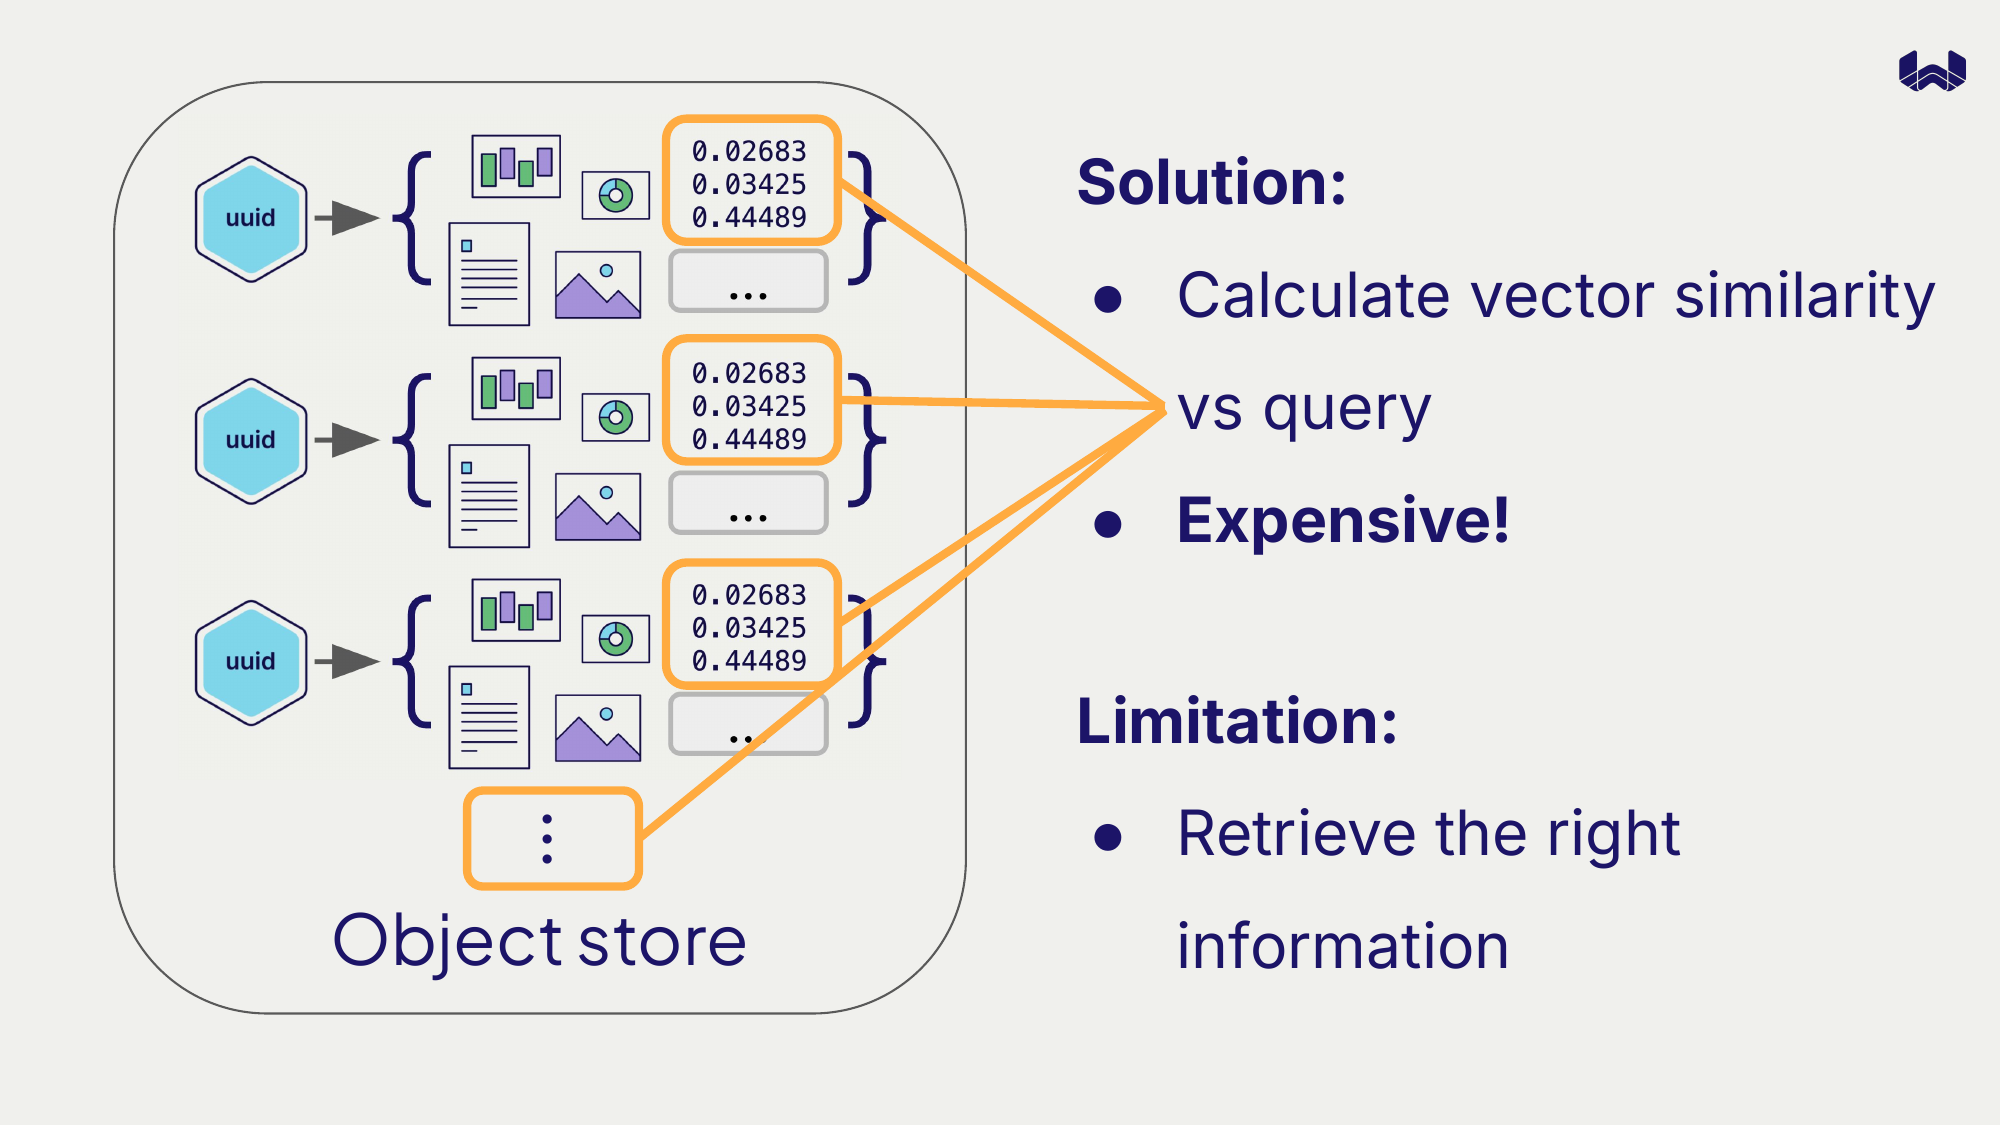 uuid
0.02683
0.03425
0.44489
...
uuid
0.02683
0.03425
0.44489
...
uuid
0.02683
0.03425
0.44489
...
Object store
Solution:
● Calculate vector similarity
vs query
● Expensive!
Limitation:
● Retrieve the right
information